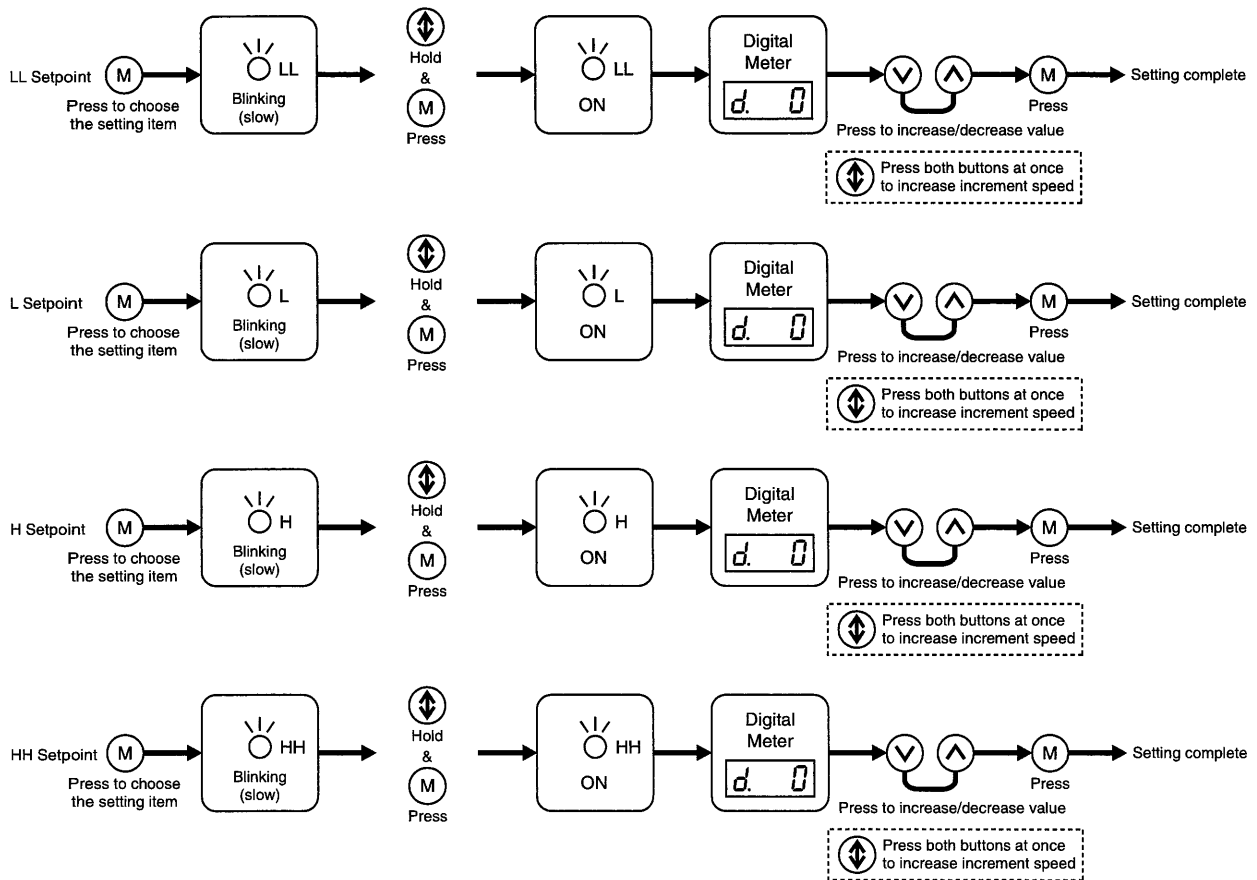 LL Setpoint
M
Press to choose
the setting item
LL
Blinking
(slow)
Hold
&
M
Press
LL
ON
Digital
Meter
d. 0
Press to increase/decrease value
M
Press
Setting complete
Press both buttons at once
to increase increment speed
L Setpoint
M
Press to choose
the setting item
L
Blinking
(slow)
Hold
&
M
Press
L
ON
Digital
Meter
d. 0
Press to increase/decrease value
M
Press
Setting complete
Press both buttons at once
to increase increment speed
H Setpoint
M
Press to choose
the setting item
H
Blinking
(slow)
Hold
&
M
Press
H
ON
Digital
Meter
d. 0
Press to increase/decrease value
M
Press
Setting complete
Press both buttons at once
to increase increment speed
HH Setpoint
M
Press to choose
the setting item
HH
Blinking
(slow)
Hold
&
M
Press
HH
ON
Digital
Meter
d. 0
Press to increase/decrease value
M
Press
Setting complete
Press both buttons at once
to increase increment speed